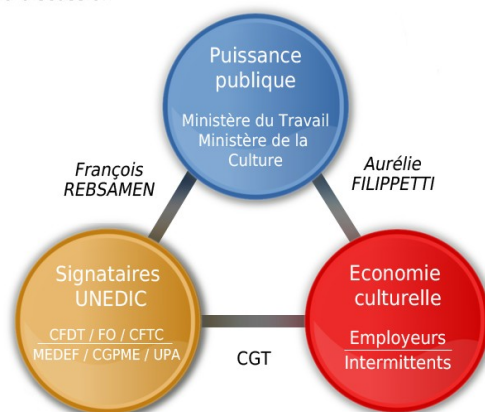 Puissance
publique
Ministère du Travail
Ministère de la
Culture
François
REBSAMEN
Aurélie
FILIPPETTI
Signataires
UNEDIC
CFDT / FO / CFTC
MEDEF / CGPME / UPA
Economie
culturelle
Employeurs
Intermittents
CGT